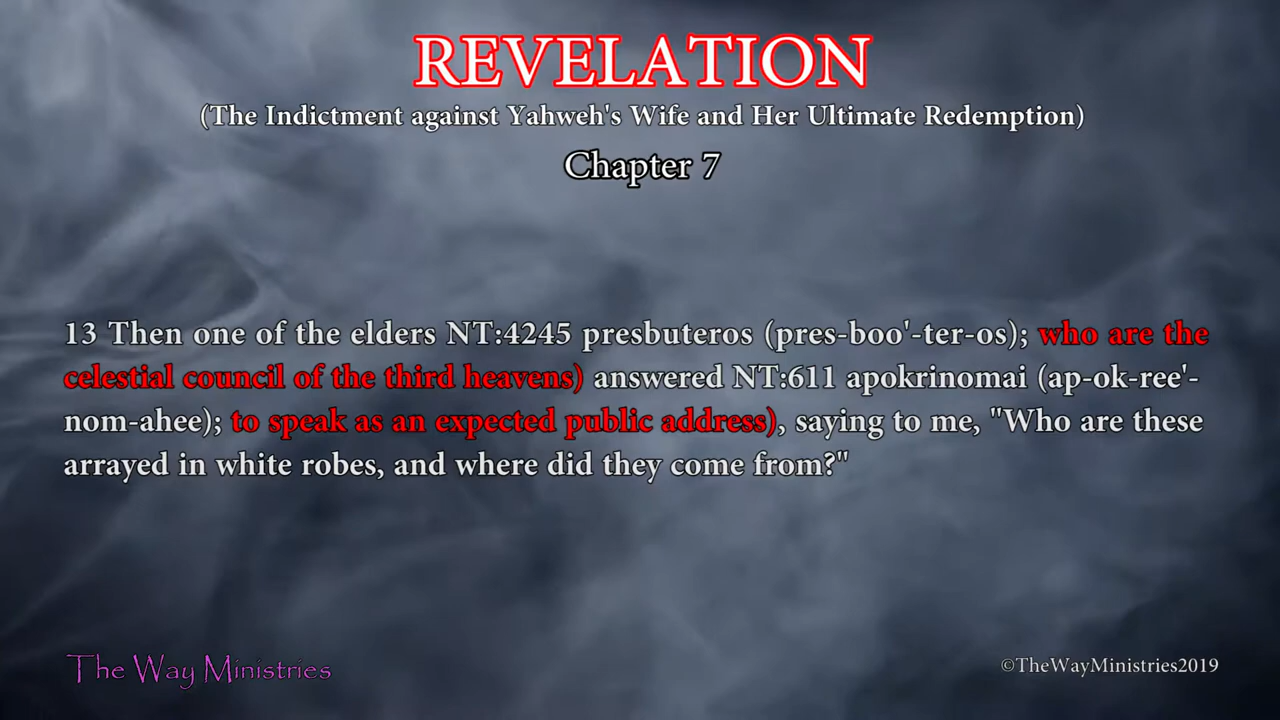 REVELATION
(The Indictment against Yahweh's Wife and Her Ultimate Redemption)
Chapter 7
13 Then one of the elders NT:4245 presbuteros (pres-boo'-ter-os); who are the
celestial council of the third heavens) answered NT:611 apokrinomai (ap-ok-ree'-
nom-ahee); to speak as an expected public address), saying to me, "Who are these
arrayed in white robes, and where did they come from?"
The Way Ministries
©TheWayMinistries2019